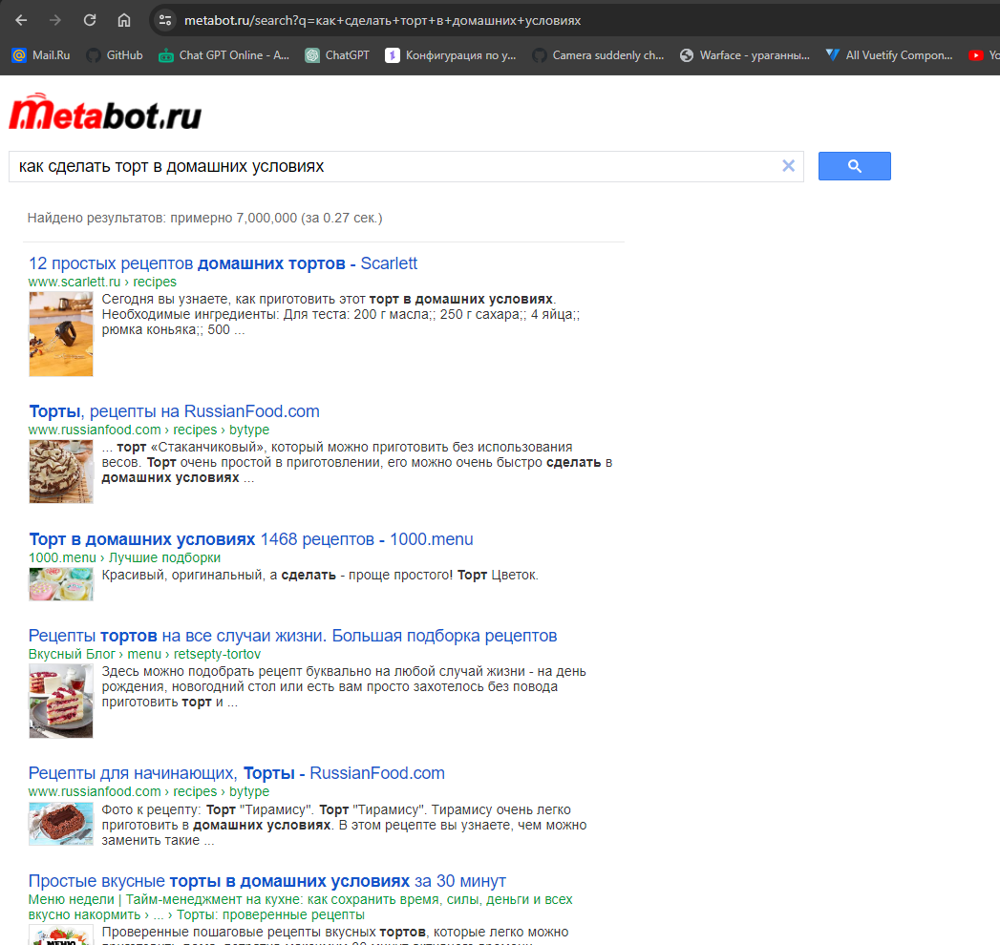 metabot.ru/search?q=как+сделать+торт+в+домашних+условиях
Mail.Ru GitHub Chat GPT Online - A... ChatGPT Конфигурация по у... Camera suddenly ch... Warface - ураганны... All Vuetify Compon... Yo
Metabot.ru
как сделать торт в домашних условиях
Найдено результатов: примерно 7,000,000 (за 0.27 сек.)
12 простых рецептов домашних тортов - Scarlett
www.scarlett.ru › recipes
Сегодня вы узнаете, как приготовить этот торт в домашних условиях.
Необходимые ингредиенты: Для теста: 200 г масла;; 250 г сахара;; 4 яйца;;
рюмка коньяка;; 500 ...
Торты, рецепты на RussianFood.com
www.russianfood.com › recipes › bytype
... торт «Стаканчиковый», который можно приготовить без использования
весов. Торт очень простой в приготовлении, его можно очень быстро сделать в
домашних условиях ...
Торт в домашних условиях 1468 рецептов - 1000.menu
1000.menu › Лучшие подборки
Красивый, оригинальный, а сделать - проще простого! Торт Цветок.
Рецепты тортов на все случаи жизни. Большая подборка рецептов
Вкусный Блог › menu › retsepty-tortov
Здесь можно подобрать рецепт буквально на любой случай жизни - на день
рождения, новогодний стол или есть вам просто захотелось без повода
приготовить торт и ...
Рецепты для начинающих, Торты - RussianFood.com
www.russianfood.com › recipes › bytype
Фото к рецепту: Торт "Тирамису". Торт "Тирамису". Тирамису очень легко
приготовить в домашних условиях. В этом рецепте вы узнаете, чем можно
заменить такие ...
Простые вкусные торты в домашних условиях за 30 минут
Меню недели | Тайм-менеджмент на кухне: как сохранить время, силы, деньги и всех
вкусно накормить › ... › Торты: проверенные рецепты
Проверенные пошаговые рецепты вкусных тортов, которые легко можно
МЕНЮ